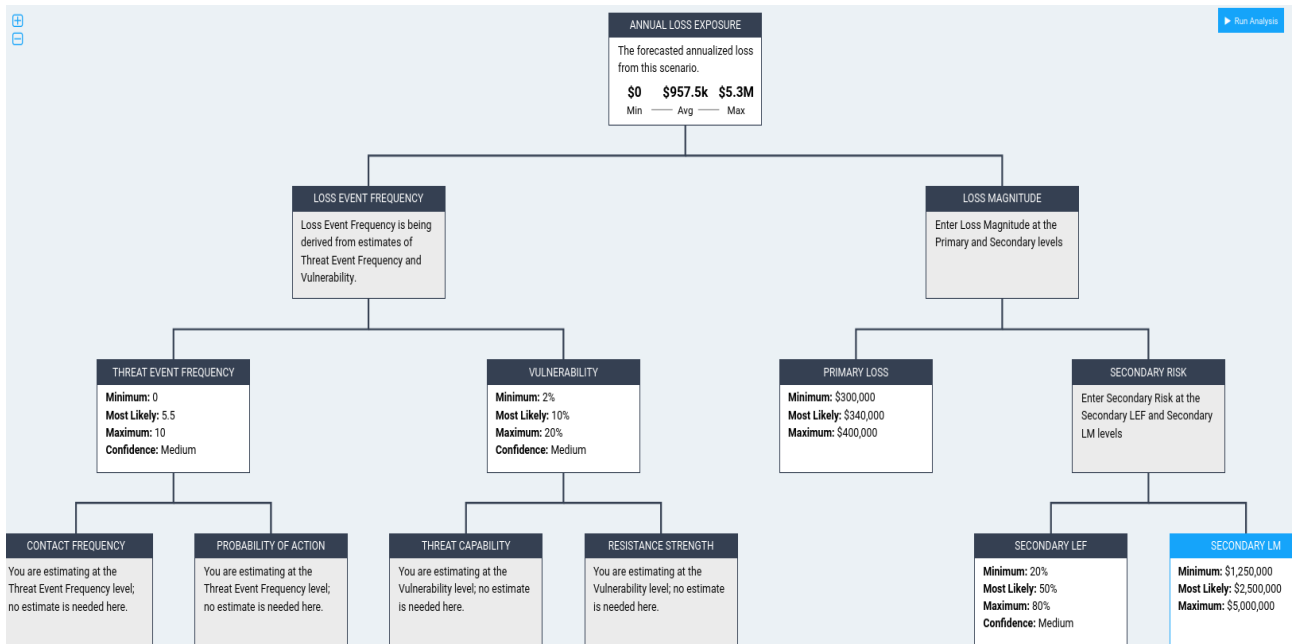 ANNUAL LOSS EXPOSURE
The forecasted annualized loss
from this scenario.
$0 $957.5k $5.3M
Min Avg Max
Run Analysis
LOSS EVENT FREQUENCY
Loss Event Frequency is being
derived from estimates of
Threat Event Frequency and
Vulnerability.
LOSS MAGNITUDE
Enter Loss Magnitude at the
Primary and Secondary levels
THREAT EVENT FREQUENCY
Minimum: 0
Most Likely: 5.5
Maximum: 10
Confidence: Medium
VULNERABILITY
Minimum: 2%
Most Likely: 10%
Maximum: 20%
Confidence: Medium
PRIMARY LOSS
Minimum: $300,000
Most Likely: $340,000
Maximum: $400,000
SECONDARY RISK
Enter Secondary Risk at the
Secondary LEF and Secondary
LM levels
CONTACT FREQUENCY
You are estimating at the
Threat Event Frequency level;
no estimate is needed here.
PROBABILITY OF ACTION
You are estimating at the
Threat Event Frequency level;
no estimate is needed here.
THREAT CAPABILITY
You are estimating at the
Vulnerability level; no estimate
is needed here.
RESISTANCE STRENGTH
You are estimating at the
Vulnerability level; no estimate
is needed here.
SECONDARY LEF
Minimum: 20%
Most Likely: 50%
Maximum: 80%
Confidence: Medium
SECONDARY LM
Minimum: $1,250,000
Most Likely: $2,500,000
Maximum: $5,000,000